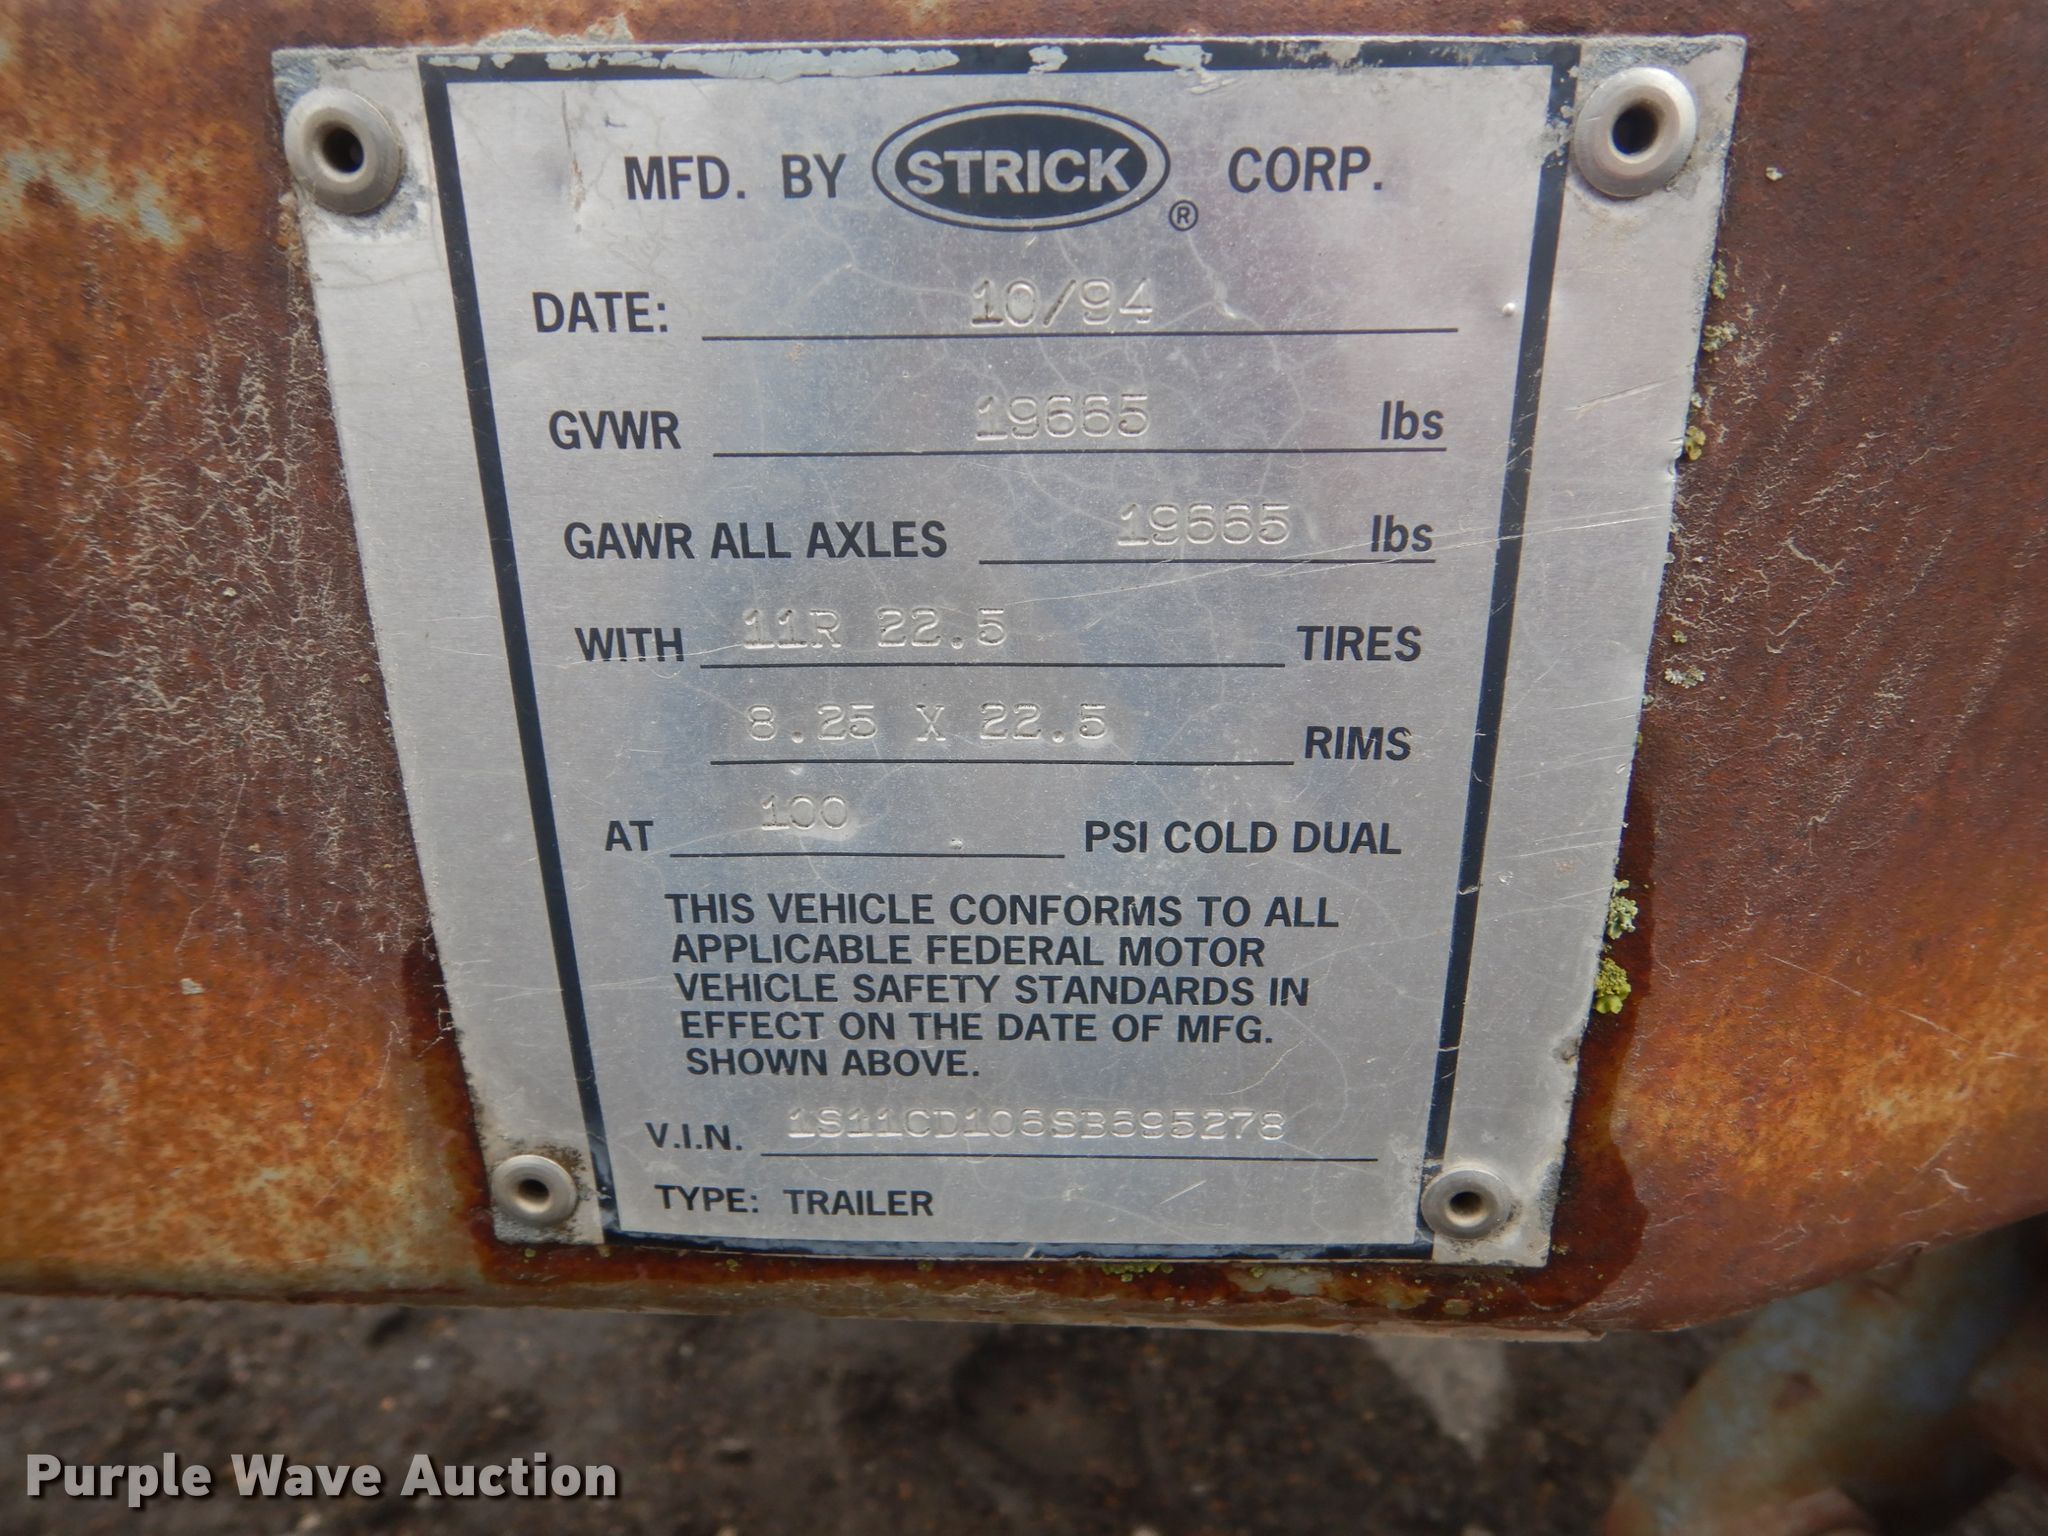 MFD. BY STRICK ® CORP.
DATE: 10/94
GVWR 19665 lbs
GAWR ALL AXLES 19665 lbs
WITH 11R 22.5 TIRES
8.25 X 22.5 RIMS
AT 100 PSI COLD DUAL
THIS VEHICLE CONFORMS TO ALL
APPLICABLE FEDERAL MOTOR
VEHICLE SAFETY STANDARDS IN
EFFECT ON THE DATE OF MFG.
SHOWN ABOVE.
V.I.N. 1S11CD106SB695278
TYPE: TRAILER
Purple Wave Auction